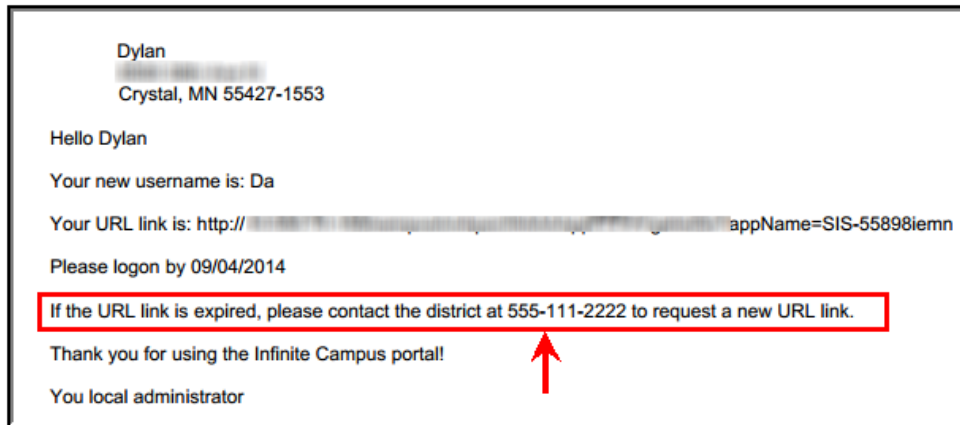 Dylan
Crystal, MN 55427-1553
Hello Dylan
Your new username is: Da
Your URL link is: http:// appName=SIS-55898iemn
Please logon by 09/04/2014
If the URL link is expired, please contact the district at 555-111-2222 to request a new URL link.
Thank you for using the Infinite Campus portal!
You local administrator